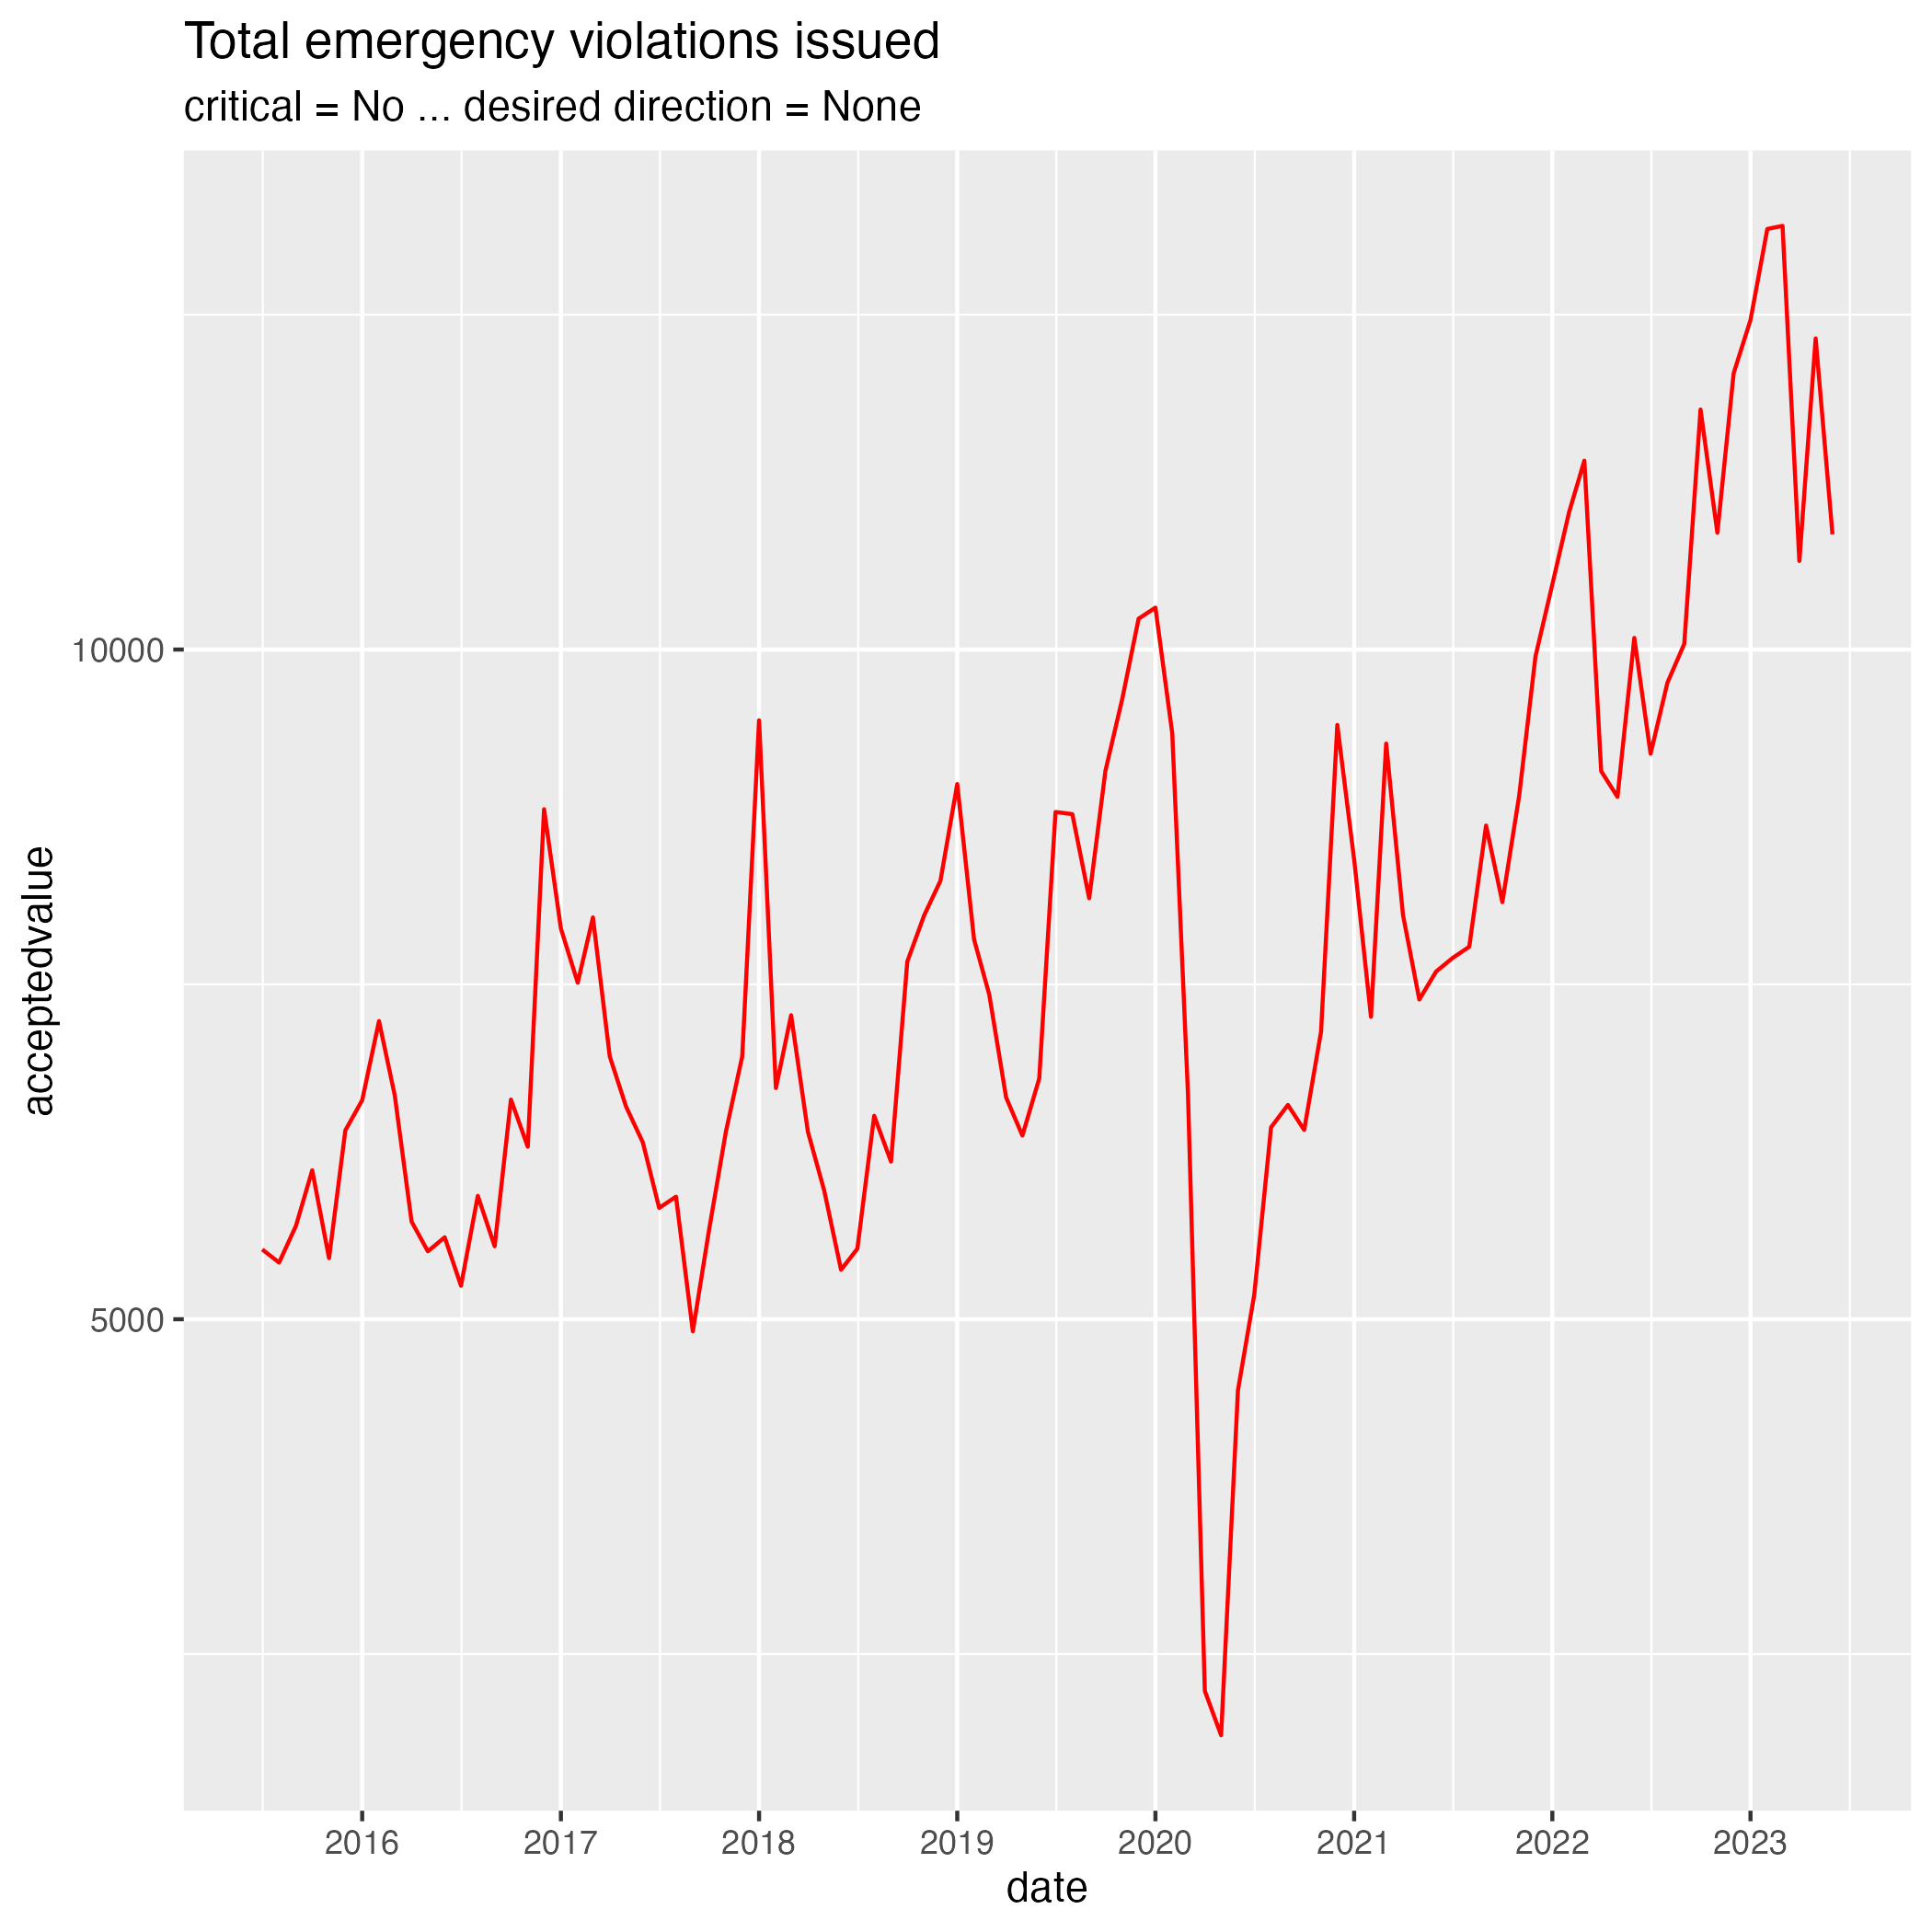 Total emergency violations issued
critical = No ... desired direction = None
acceptedvalue
10000
5000
2016 2017 2018 2019 2020 2021 2022 2023
date